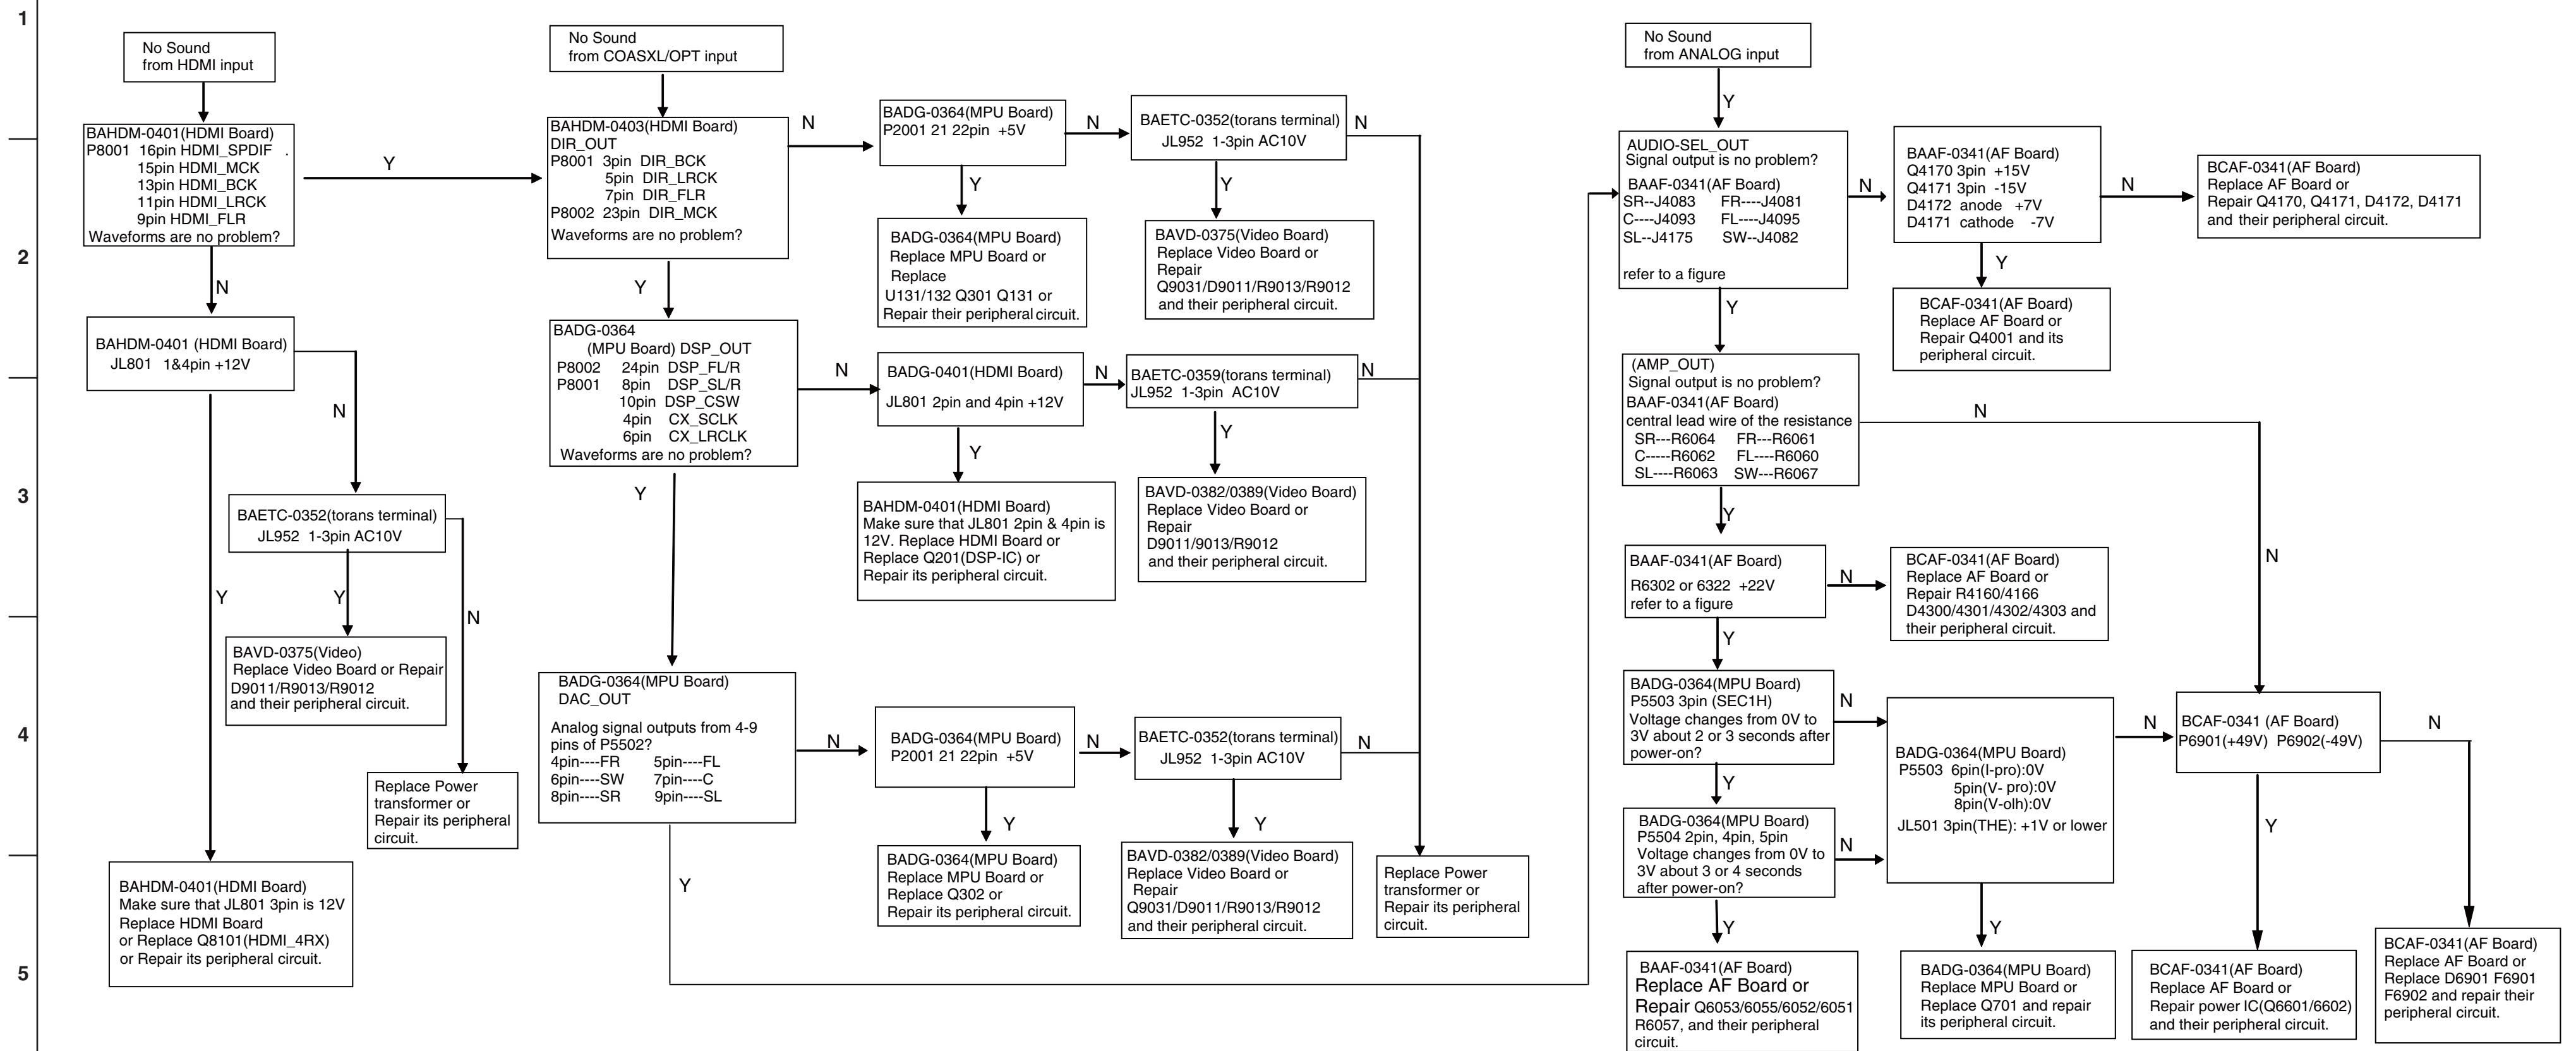 1
2
3
4
5
No Sound
from HDMI input
Y
BAHDM-0401(HDMI Board)
P8001 16pin HDMI_SPDIF .
15pin HDMI_MCK
13pin HDMI_BCK
11pin HDMI_LRCK
9pin HDMI_FLR
Waveforms are no problem?
N
BAHDM-0401 (HDMI Board)
JL801 1&4pin +12V
N
Y
BAETC-0352(torans terminal)
JL952 1-3pin AC10V
Y
N
BAVD-0375(Video)
Replace Video Board or Repair
D9011/R9013/R9012
and their peripheral circuit.
Replace Power
transformer or
Repair its peripheral
circuit.
BAHDM-0401(HDMI Board)
Make sure that JL801 3pin is 12V
Replace HDMI Board
or Replace Q8101(HDMI_4RX)
or Repair its peripheral circuit.
No Sound
from COASXL/OPT input
BAHDM-0403(HDMI Board)
DIR_OUT
P8001 3pin DIR_BCK
5pin DIR_LRCK
7pin DIR_FLR
P8002 23pin DIR_MCK
Waveforms are no problem?
N
Y
BADG-0364(MPU Board)
P2001 21 22pin +5V
N
Y
BAETC-0352(torans terminal)
JL952 1-3pin AC10V
N
Y
BADG-0364(MPU Board)
Replace MPU Board or
Replace
U131/132 Q301 Q131 or
Repair their peripheral circuit.
BAVD-0375(Video Board)
Replace Video Board or
Repair
Q9031/D9011/R9013/R9012
and their peripheral circuit.
BADG-0364
(MPU Board) DSP_OUT
P8002 24pin DSP_FL/R
P8001 8pin DSP_SL/R
10pin DSP_CSW
4pin CX_SCLK
6pin CX_LRCLK
Waveforms are no problem?
N
Y
BADG-0401(HDMI Board)
JL801 2pin and 4pin +12V
N
Y
BAETC-0359(torans terminal)
JL952 1-3pin AC10V
N
Y
BAHDM-0401(HDMI Board)
Make sure that JL801 2pin & 4pin is
12V. Replace HDMI Board or
Replace Q201(DSP-IC) or
Repair its peripheral circuit.
BAVD-0382/0389(Video Board)
Replace Video Board or
Repair
D9011/9013/R9012
and their peripheral circuit.
BADG-0364(MPU Board)
DAC_OUT
Analog signal outputs from 4-9
pins of P5502?
4pin----FR 5pin----FL
6pin----SW 7pin----C
8pin----SR 9pin----SL
N
Y
BADG-0364(MPU Board)
P2001 21 22pin +5V
N
Y
BAETC-0352(torans terminal)
JL952 1-3pin AC10V
N
Y
BADG-0364(MPU Board)
Replace MPU Board or
Replace Q302 or
Repair its peripheral circuit.
BAVD-0382/0389(Video Board)
Replace Video Board or
Repair
Q9031/D9011/R9013/R9012
and their peripheral circuit.
Replace Power
transformer or
Repair its peripheral
circuit.
No Sound
from ANALOG input
Y
AUDIO-SEL_OUT
Signal output is no problem?
BAAF-0341(AF Board)
SR--J4083 FR----J4081
C----J4093 FL----J4095
SL--J4175 SW--J4082
refer to a figure
N
Y
BAAF-0341(AF Board)
Q4170 3pin +15V
Q4171 3pin -15V
D4172 anode +7V
D4171 cathode -7V
N
Y
BCAF-0341(AF Board)
Replace AF Board or
Repair Q4170, Q4171, D4172, D4171
and their peripheral circuit.
BCAF-0341(AF Board)
Replace AF Board or
Repair Q4001 and its
peripheral circuit.
(AMP_OUT)
Signal output is no problem?
BAAF-0341(AF Board)
central lead wire of the resistance
SR---R6064 FR---R6061
C-----R6062 FL----R6060
SL----R6063 SW---R6067
N
Y
N
BAAF-0341(AF Board)
R6302 or 6322 +22V
refer to a figure
N
Y
BCAF-0341(AF Board)
Replace AF Board or
Repair R4160/4166
D4300/4301/4302/4303 and
their peripheral circuit.
BADG-0364(MPU Board)
P5503 3pin (SEC1H)
Voltage changes from 0V to
3V about 2 or 3 seconds after
power-on?
N
Y
BADG-0364(MPU Board)
P5504 2pin, 4pin, 5pin
Voltage changes from 0V to
3V about 3 or 4 seconds
after power-on?
N
Y
BADG-0364(MPU Board)
P5503 6pin(I-pro):0V
5pin(V- pro):0V
8pin(V-olh):0V
JL501 3pin(THE): +1V or lower
N
Y
BCAF-0341 (AF Board)
P6901(+49V) P6902(-49V)
N
Y
BAAF-0341(AF Board)
Replace AF Board or
Repair Q6053/6055/6052/6051
R6057, and their peripheral
circuit.
BADG-0364(MPU Board)
Replace MPU Board or
Replace Q701 and repair
its peripheral circuit.
BCAF-0341(AF Board)
Replace AF Board or
Repair power IC(Q6601/6602)
and their peripheral circuit.
BCAF-0341(AF Board)
Replace AF Board or
Replace D6901 F6901
F6902 and repair their
peripheral circuit.